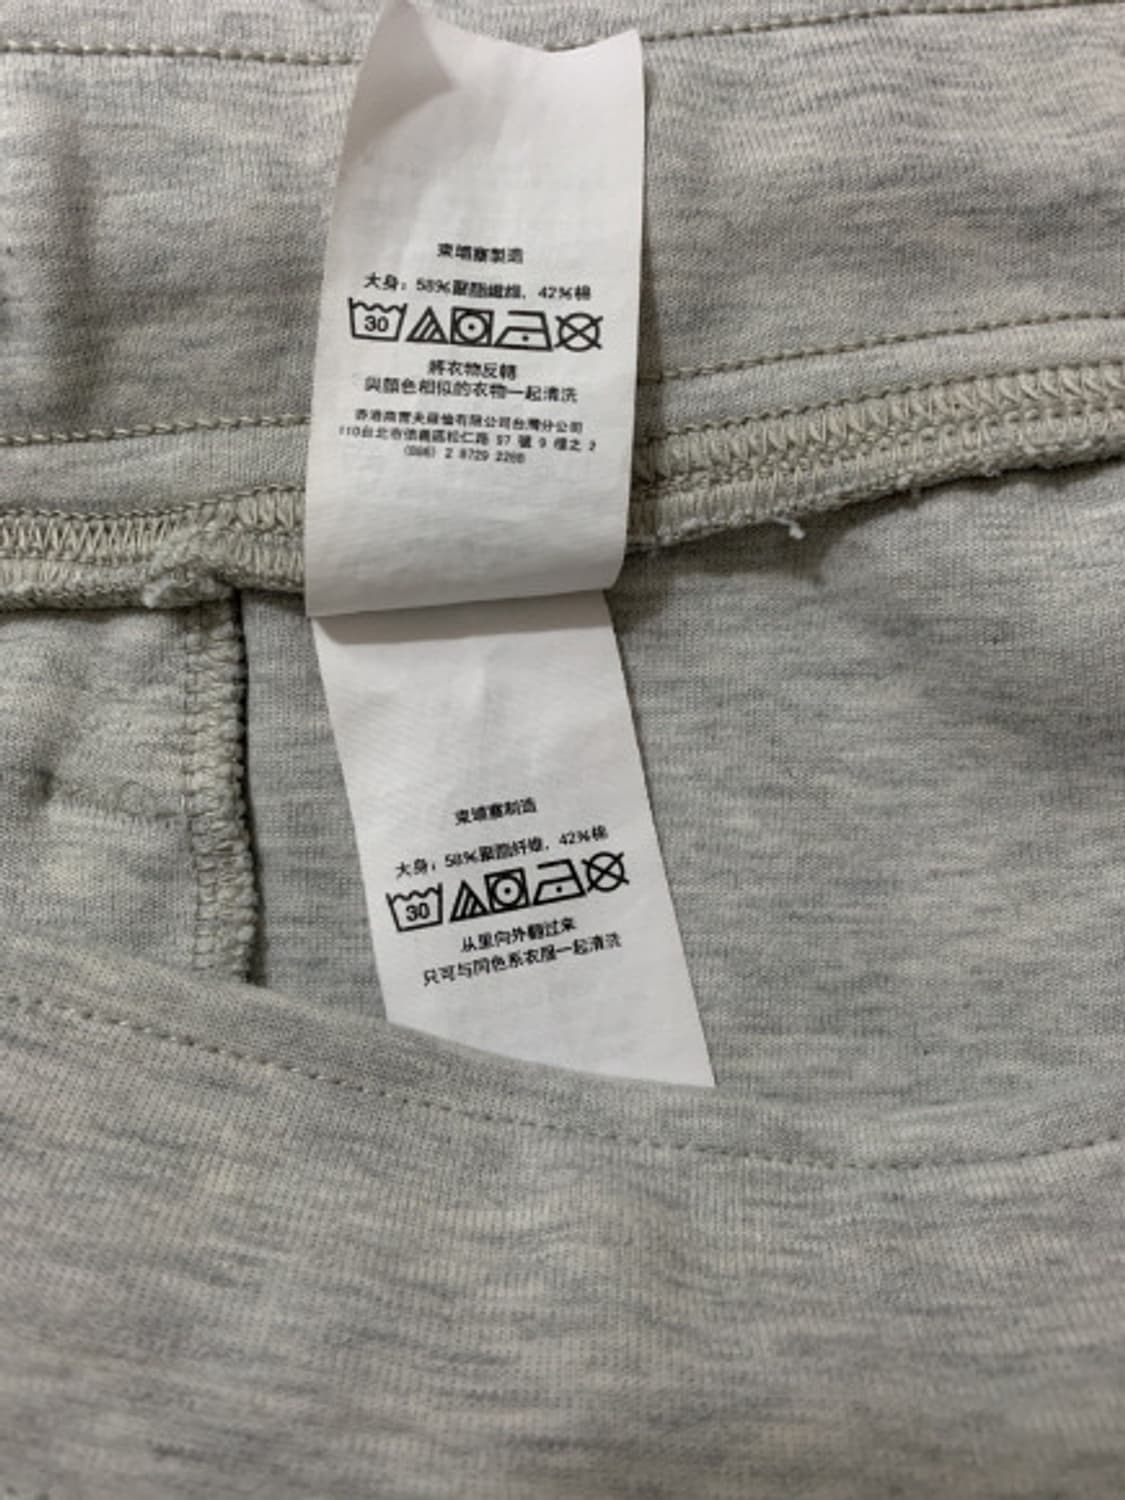 柬埔寨製造
大身：58%聚酯纖維，42%棉
30
將衣物反轉
與顏色相似的衣物一起清洗
香港商 有限公司台灣分公司
110台北市信義區松仁路 97 號 9 樓之 2
(886) 2 8729 2266
柬埔寨制造
大身：58%聚酯纤维，42%棉
30
从里向外翻过来
只可与同色系衣服一起清洗